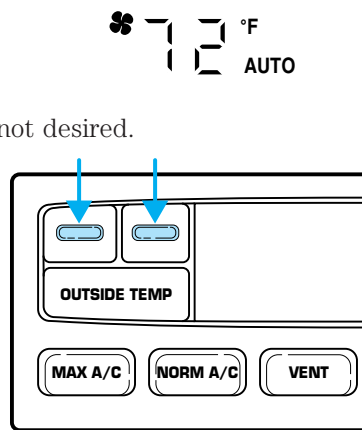 72 °F
AUTO
not desired.
OUTSIDE TEMP
MAX A/C NORM A/C VENT